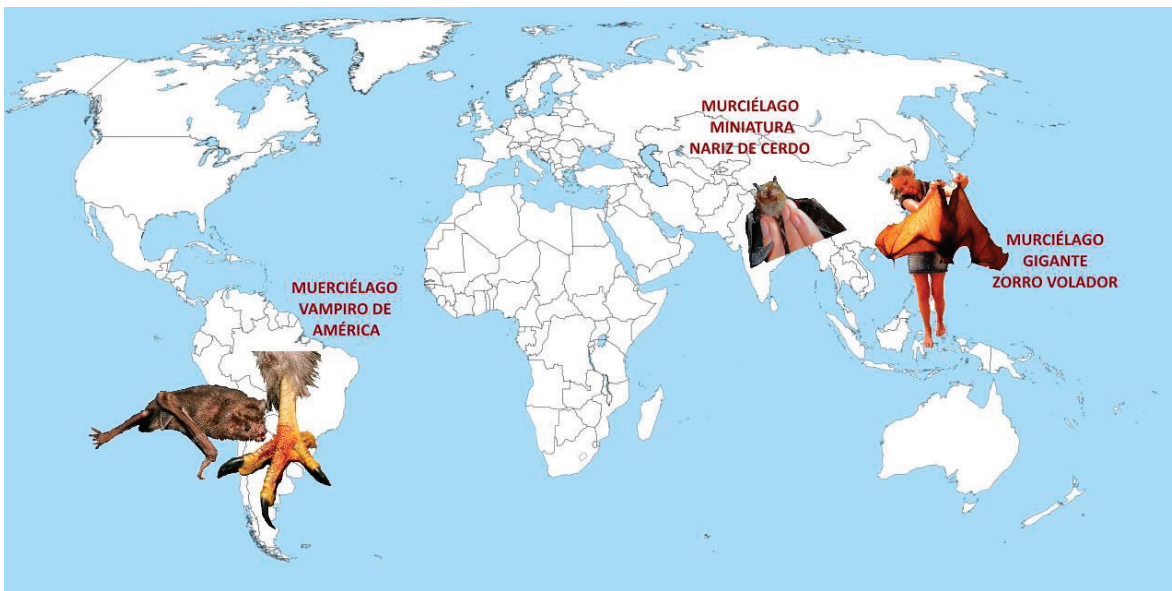 MURCIÉLAGO
MINIATURA
NARIZ DE CERDO
MURCIÉLAGO
GIGANTE
ZORRO VOLADOR
MUERCIÉLAGO
VAMPIRO DE
AMÉRICA